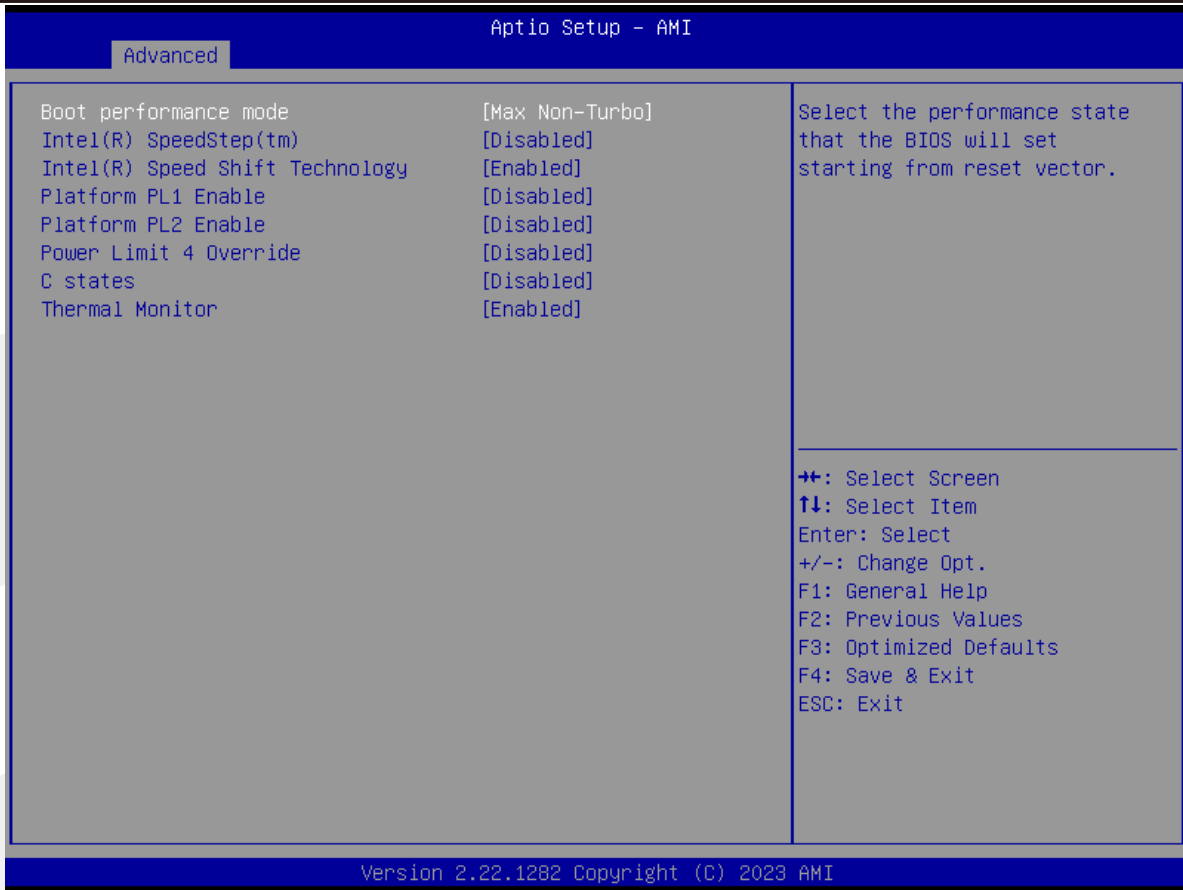 Aptio Setup – AMI
Advanced
Boot performance mode [Max Non-Turbo]
Intel(R) SpeedStep(tm) [Disabled]
Intel(R) Speed Shift Technology [Enabled]
Platform PL1 Enable [Disabled]
Platform PL2 Enable [Disabled]
Power Limit 4 Override [Disabled]
C states [Disabled]
Thermal Monitor [Enabled]
Select the performance state
that the BIOS will set
starting from reset vector.
→←: Select Screen
↑↓: Select Item
Enter: Select
+/-: Change Opt.
F1: General Help
F2: Previous Values
F3: Optimized Defaults
F4: Save & Exit
ESC: Exit
Version 2.22.1282 Copyright (C) 2023 AMI